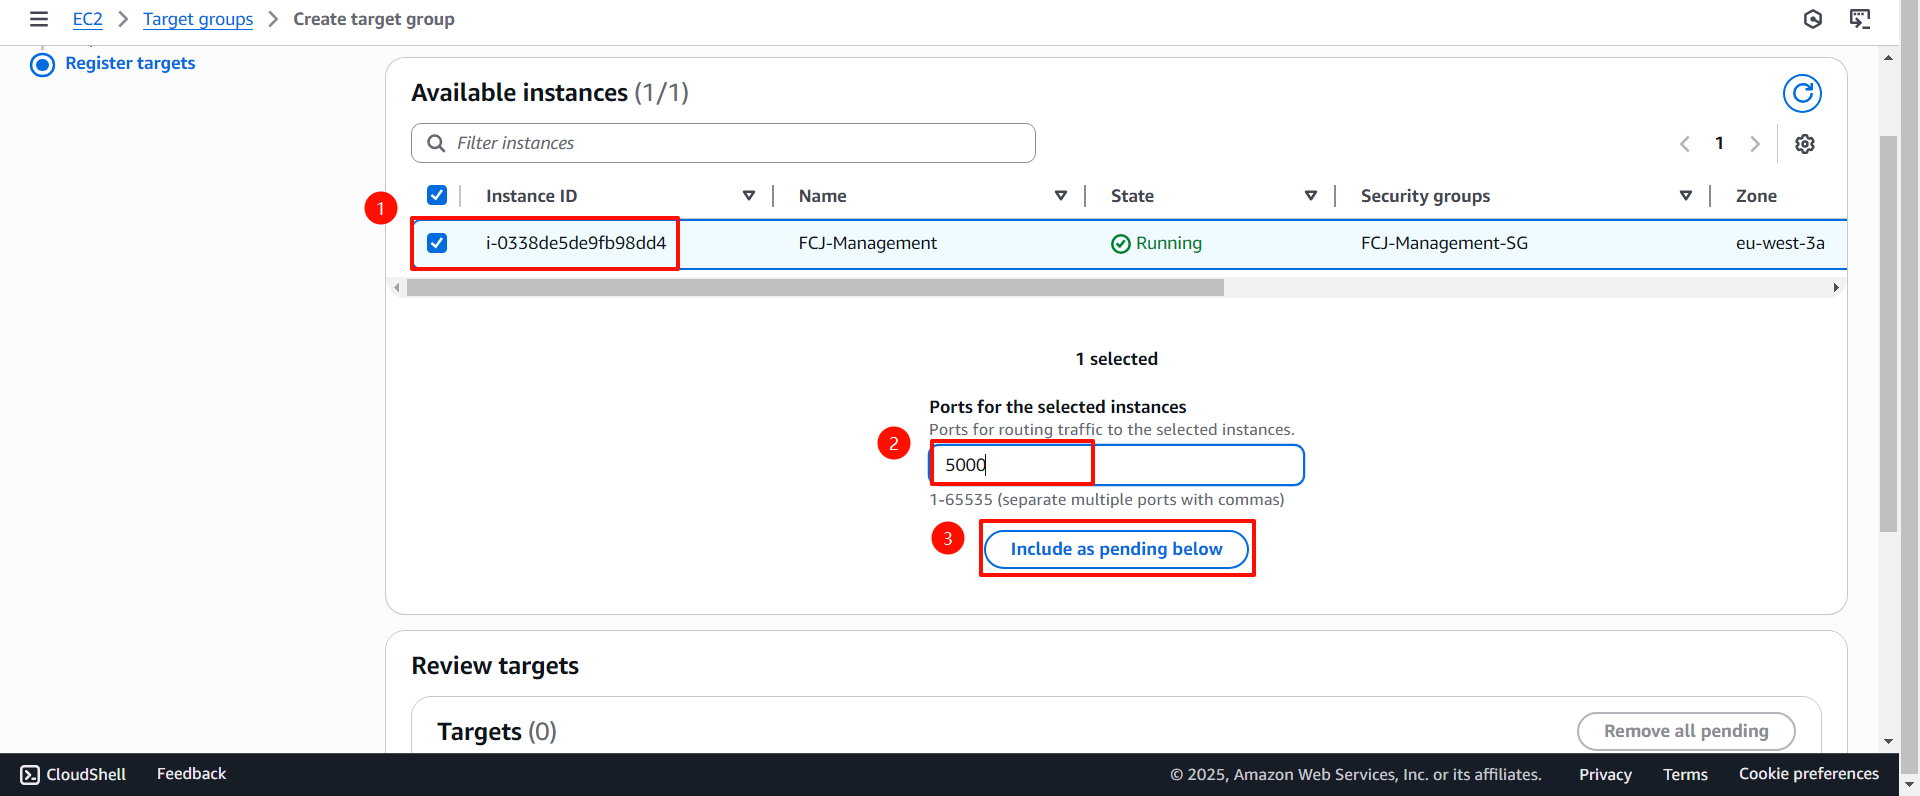 EC2 > Target groups > Create target group
Register targets
Available instances (1/1)
Filter instances
1
Instance ID Name State Security groups Zone
1
i-0338de5de9fb98dd4 FCJ-Management Running FCJ-Management-SG eu-west-3a
1 selected
Ports for the selected instances
Ports for routing traffic to the selected instances.
2
5000
1-65535 (separate multiple ports with commas)
3
Include as pending below
Review targets
Targets (0)
Remove all pending
CloudShell Feedback © 2025, Amazon Web Services, Inc. or its affiliates. Privacy Terms Cookie preferences